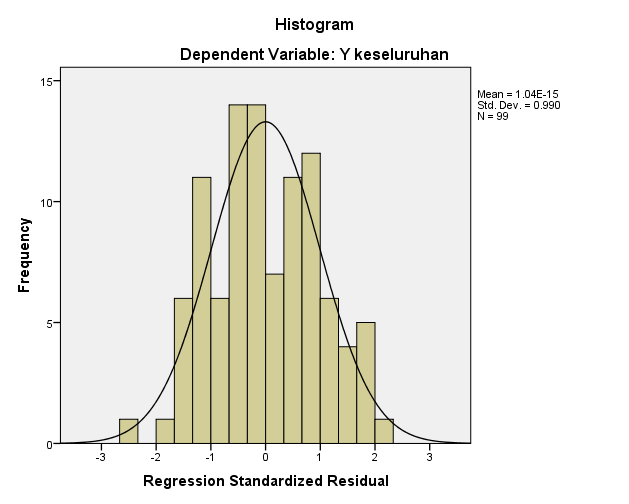 Histogram
Dependent Variable: Y keseluruhan
Mean = 1.04E-15
Std. Dev. = 0.990
N = 99
Frequency
15
10
5
0
-3 -2 -1 0 1 2 3
Regression Standardized Residual